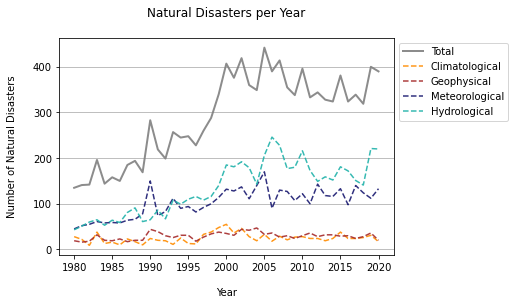 Natural Disasters per Year
Number of Natural Disasters
400
300
200
100
0
1980
1985
1990
1995
2000
2005
2010
2015
2020
Year
Total
Climatological
Geophysical
Meteorological
Hydrological